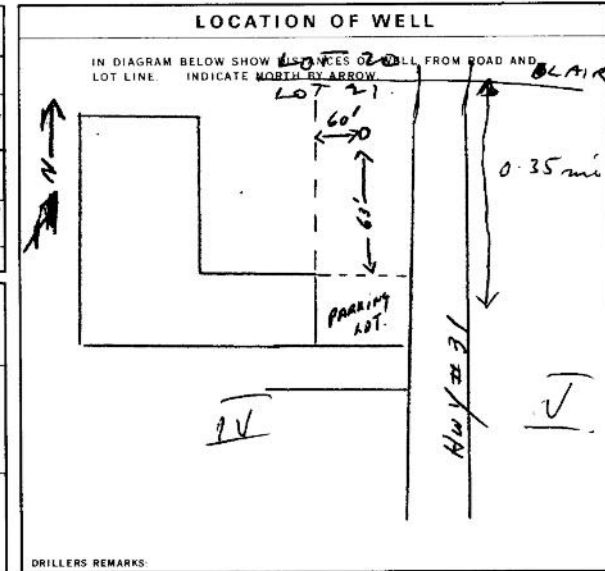 LOCATION OF WELL
IN DIAGRAM BELOW SHOW DISTANCES OF WELL FROM ROAD AND
LOT LINE. INDICATE NORTH BY ARROW.
LOT 20
LOT 21.
BLAIR
60'
N
0.35 mi
63'
PARKING
LOT.
HWY #31
IV
V
DRILLERS REMARKS: